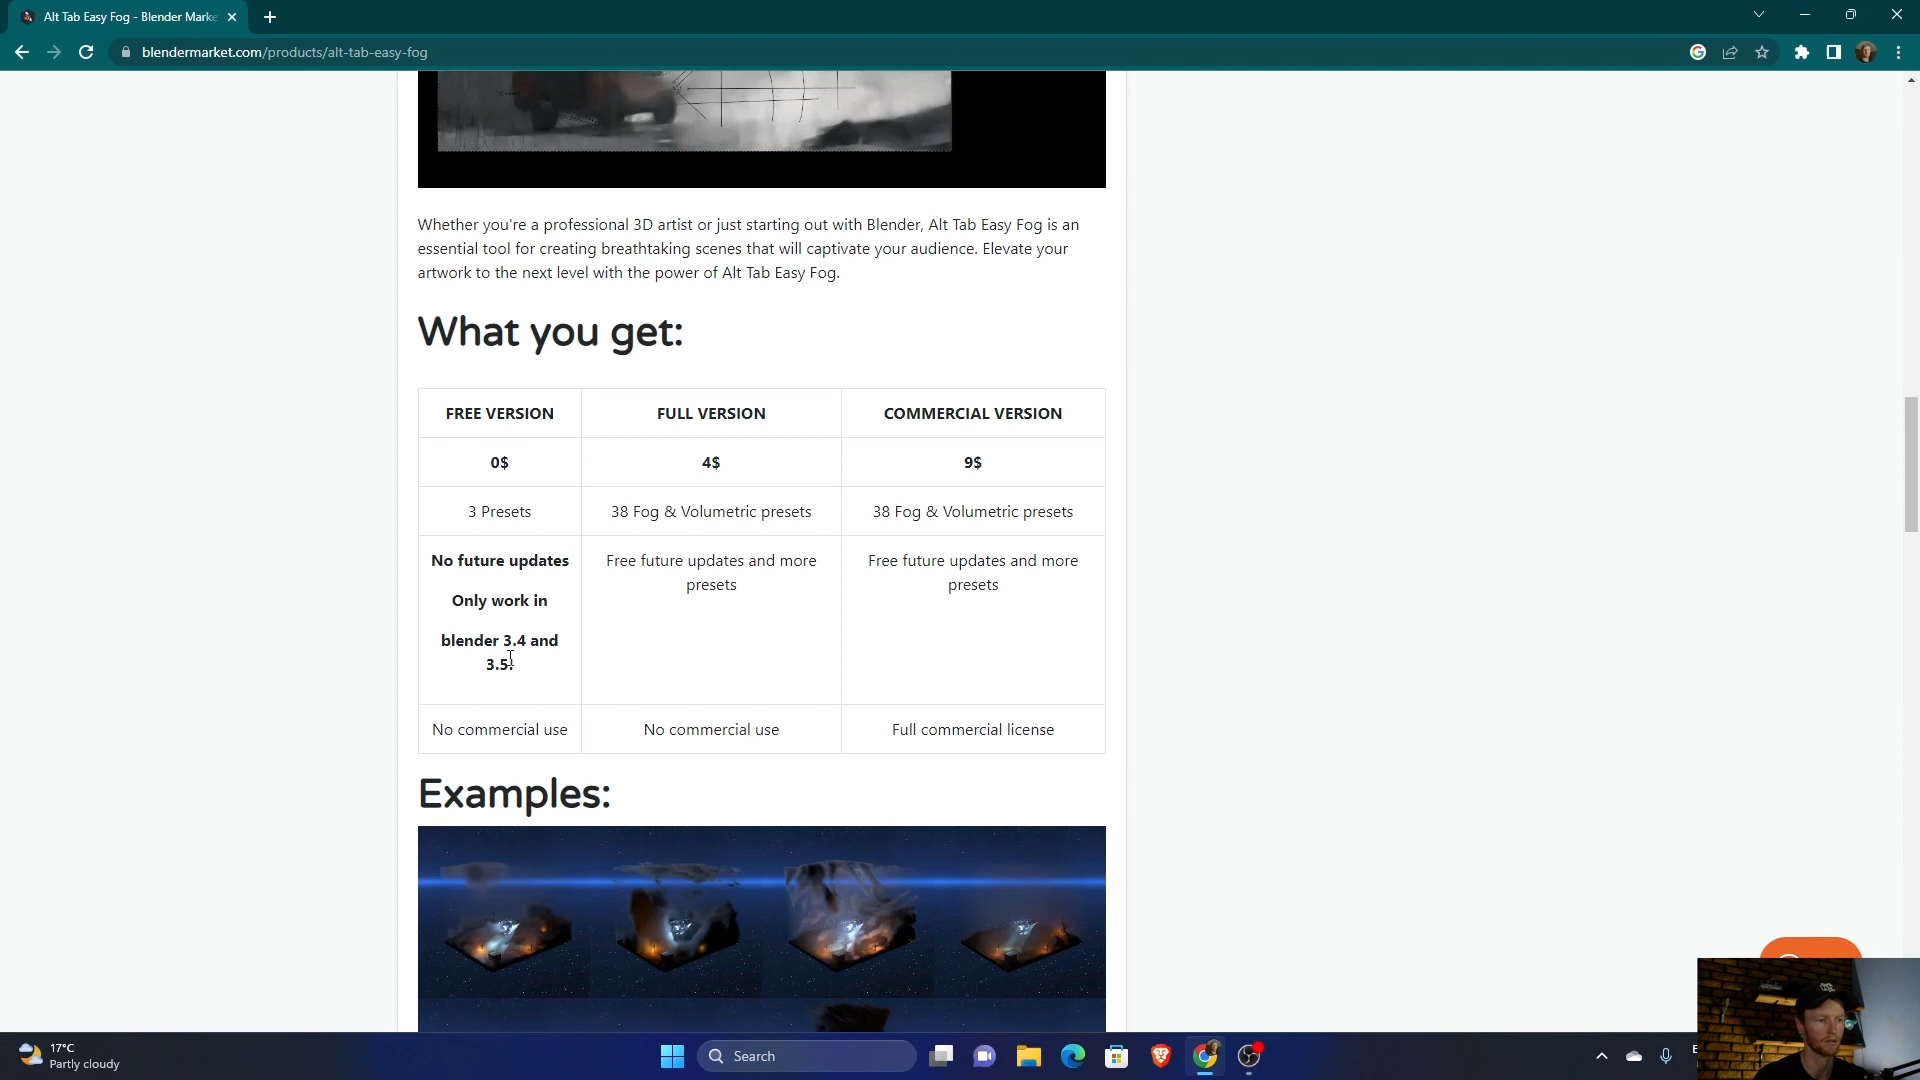 Alt Tab Easy Fog - Blender Marke
blendermarket.com/products/alt-tab-easy-fog
Whether you're a professional 3D artist or just starting out with Blender, Alt Tab Easy Fog is an
essential tool for creating breathtaking scenes that will captivate your audience. Elevate your
artwork to the next level with the power of Alt Tab Easy Fog.
What you get:
FREE VERSION FULL VERSION COMMERCIAL VERSION
0$ 4$ 9$
3 Presets 38 Fog & Volumetric presets 38 Fog & Volumetric presets
No future updates Free future updates and more Free future updates and more
presets presets
Only work in
blender 3.4 and
3.5!
No commercial use No commercial use Full commercial license
Examples:
17°C
Partly cloudy
Search